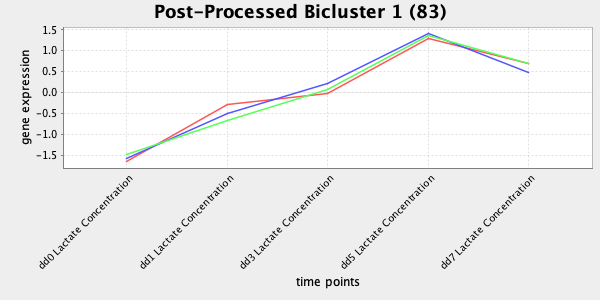 Post-Processed Bicluster 1 (83)
gene expression
1.5
1.0
0.5
0.0
-0.5
-1.0
-1.5
dd0 Lactate Concentration
dd1 Lactate Concentration
dd3 Lactate Concentration
dd5 Lactate Concentration
dd7 Lactate Concentration
time points